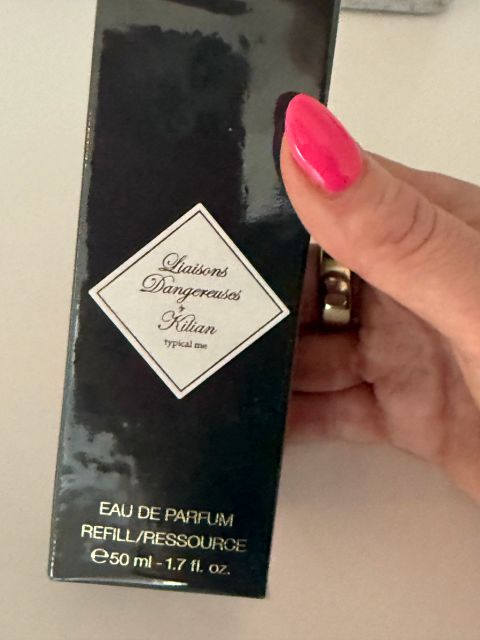 Liaisons
Dangereuses
by
Kilian
typical me
EAU DE PARFUM
REFILL/RESSOURCE
℮50 ml - 1.7 fl. oz.